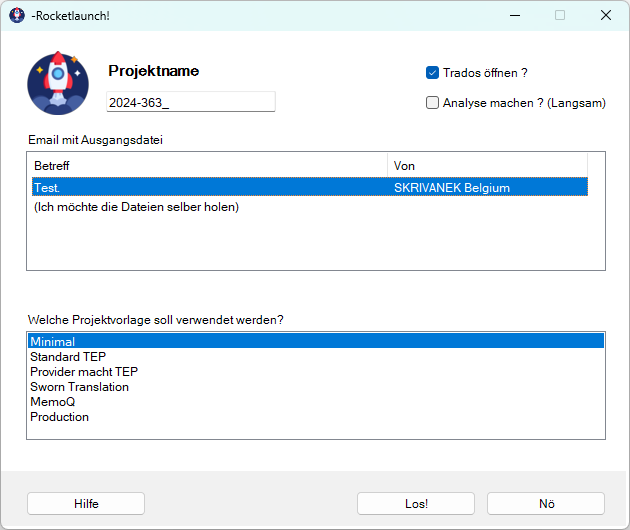 -Rocketlaunch!
Projektname
Trados öffnen ?
2024-363_
Analyse machen ? (Langsam)
Email mit Ausgangsdatei
Betreff Von
Test. SKRIVANEK Belgium
(Ich möchte die Dateien selber holen)
Welche Projektvorlage soll verwendet werden?
Minimal
Standard TEP
Provider macht TEP
Sworn Translation
MemoQ
Production
Hilfe Los! Nö